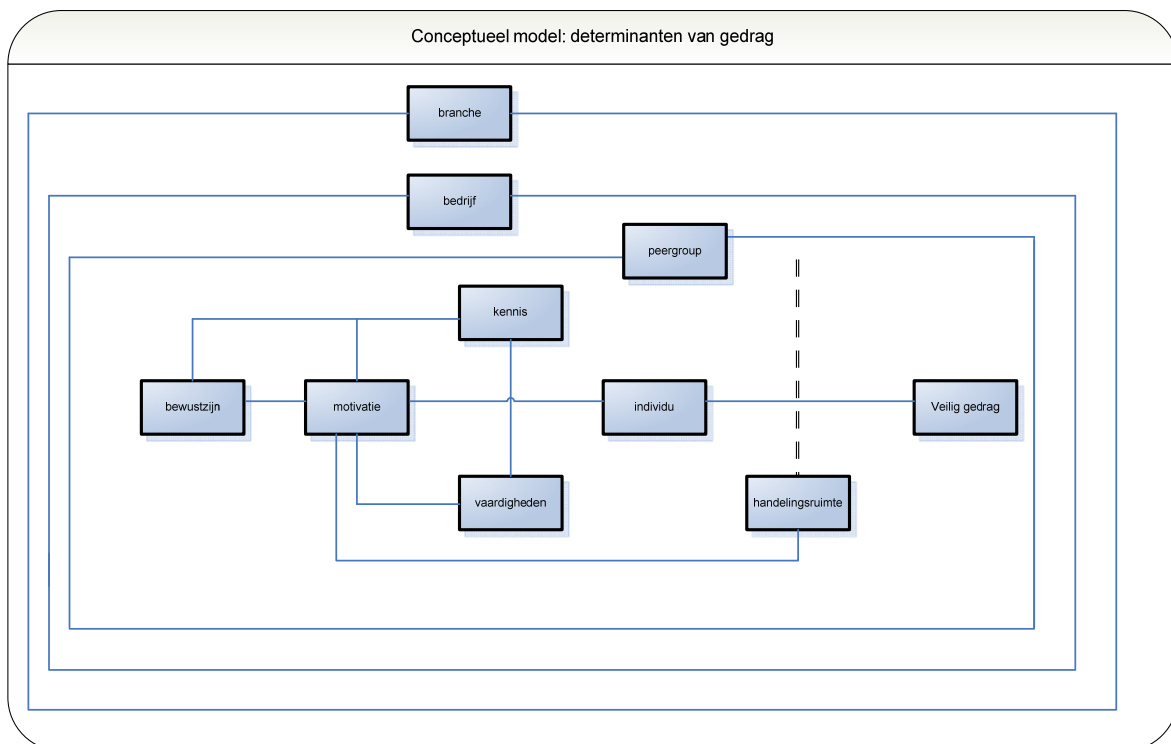 Conceptueel model: determinanten van gedrag
branche
bedrijf
peergroup
kennis
bewustzijn
motivatie
individu
Veilig gedrag
vaardigheden
handelingsruimte